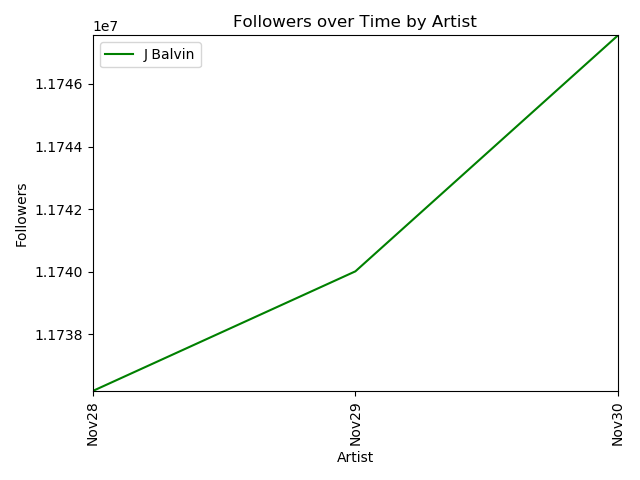 Followers over Time by Artist
1e7
J Balvin
1.1746
1.1744
1.1742
1.1740
1.1738
Followers
Nov28
Nov29
Nov30
Artist